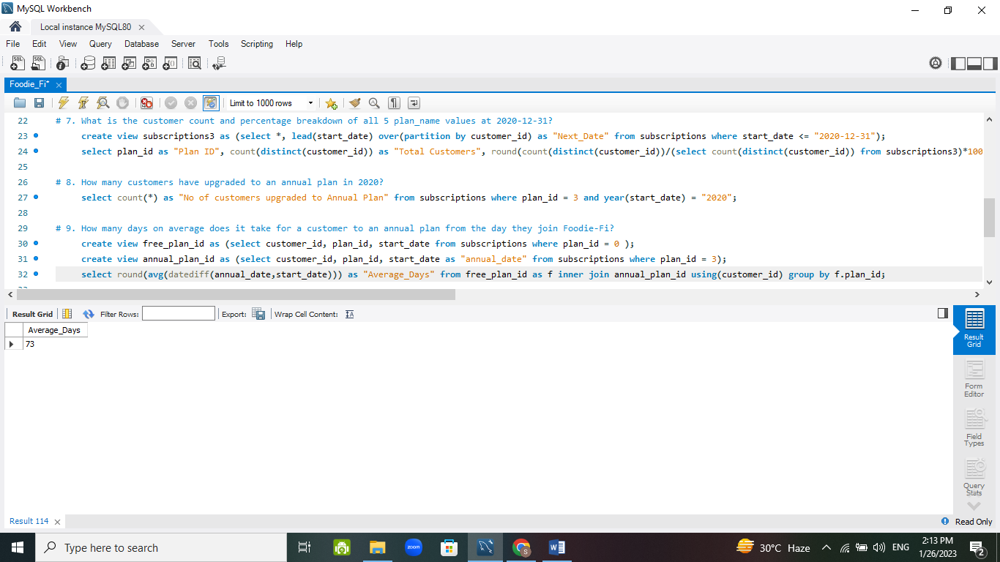 MySQL Workbench
Local instance MySQL80
File Edit View Query Database Server Tools Scripting Help
Foodie_Fi*
Limit to 1000 rows
22 # 7. What is the customer count and percentage breakdown of all 5 plan_name values at 2020-12-31?
23 create view subscriptions3 as (select *, lead(start_date) over(partition by customer_id) as "Next_Date" from subscriptions where start_date <= "2020-12-31");
24 select plan_id as "Plan ID", count(distinct(customer_id)) as "Total Customers", round(count(distinct(customer_id))/(select count(distinct(customer_id)) from subscriptions3)*100
25
26 # 8. How many customers have upgraded to an annual plan in 2020?
27 select count(*) as "No of customers upgraded to Annual Plan" from subscriptions where plan_id = 3 and year(start_date) = "2020";
28
29 # 9. How many days on average does it take for a customer to an annual plan from the day they join Foodie-Fi?
30 create view free_plan_id as (select customer_id, plan_id, start_date from subscriptions where plan_id = 0 );
31 create view annual_plan_id as (select customer_id, plan_id, start_date as "annual_date" from subscriptions where plan_id = 3);
32 select round(avg(datediff(annual_date,start_date))) as "Average_Days" from free_plan_id as f inner join annual_plan_id using(customer_id) group by f.plan_id;
Result Grid Filter Rows: Export: Wrap Cell Content:
Average_Days
73
Result
Grid
Form
Editor
Field
Types
Query
Stats
Result 114
Read Only
Type here to search
zoom
30°C Haze
ENG
2:13 PM
1/26/2023
2